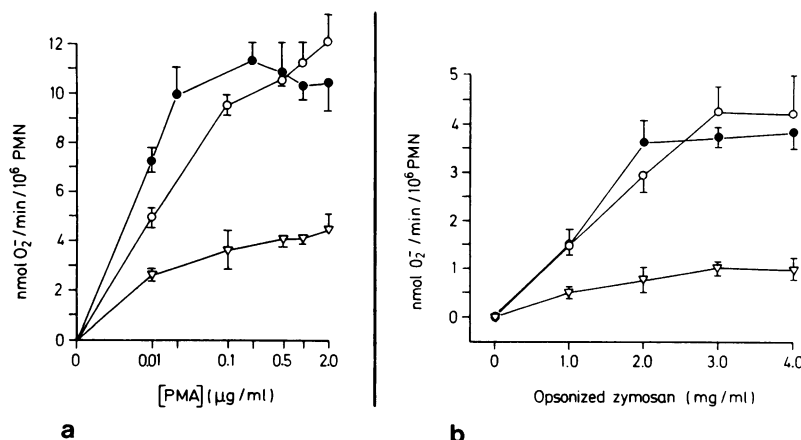 12
10
8
6
4
2
0
nmol O₂⁻/min/10⁶ PMN
0 0.01 0.1 0.5 2.0
[PMA] (µg/ml)
a
5
4
3
2
1
0
nmol O₂⁻/min/10⁶ PMN
0 1.0 2.0 3.0 4.0
Opsonized zymosan (mg/ml)
b